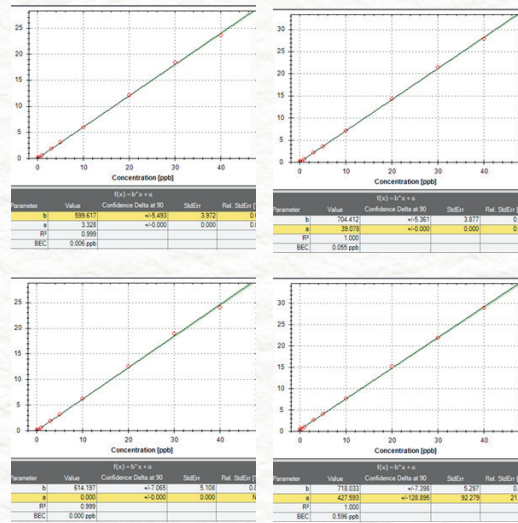 25
20
15
10
5
0
0 10 20 30 40
Concentration [ppb]
f(x) = b*x + a
Parameter Value Confidence Delta at 90 StdErr Rel. StdErr
b 599.617 +/-5.493 3.972
a 3.328 +/-0.000 0.000
R² 0.999
BEC 0.006 ppb
30
25
20
15
10
5
0
0 10 20 30 40
Concentration [ppb]
f(x) = b*x + a
Parameter Value Confidence Delta at 90 StdErr Rel. StdErr
b 704.412 +/-5.361 3.877
a 39.078 +/-0.000 0.000
R² 1.000
BEC 0.055 ppb
25
20
15
10
5
0
0 10 20 30 40
Concentration [ppb]
f(x) = b*x + a
Parameter Value Confidence Delta at 90 StdErr Rel. StdErr
b 614.197 +/-7.065 5.108
a 0.000 +/-0.000 0.000
R² 0.999
BEC 0.000 ppb
30
25
20
15
10
5
0
0 10 20 30 40
Concentration [ppb]
f(x) = b*x + a
Parameter Value Confidence Delta at 90 StdErr Rel. StdErr
b 718.033 +/-7.398 5.297
a 427.593 +/-128.895 92.279
R² 1.000
BEC 0.596 ppb